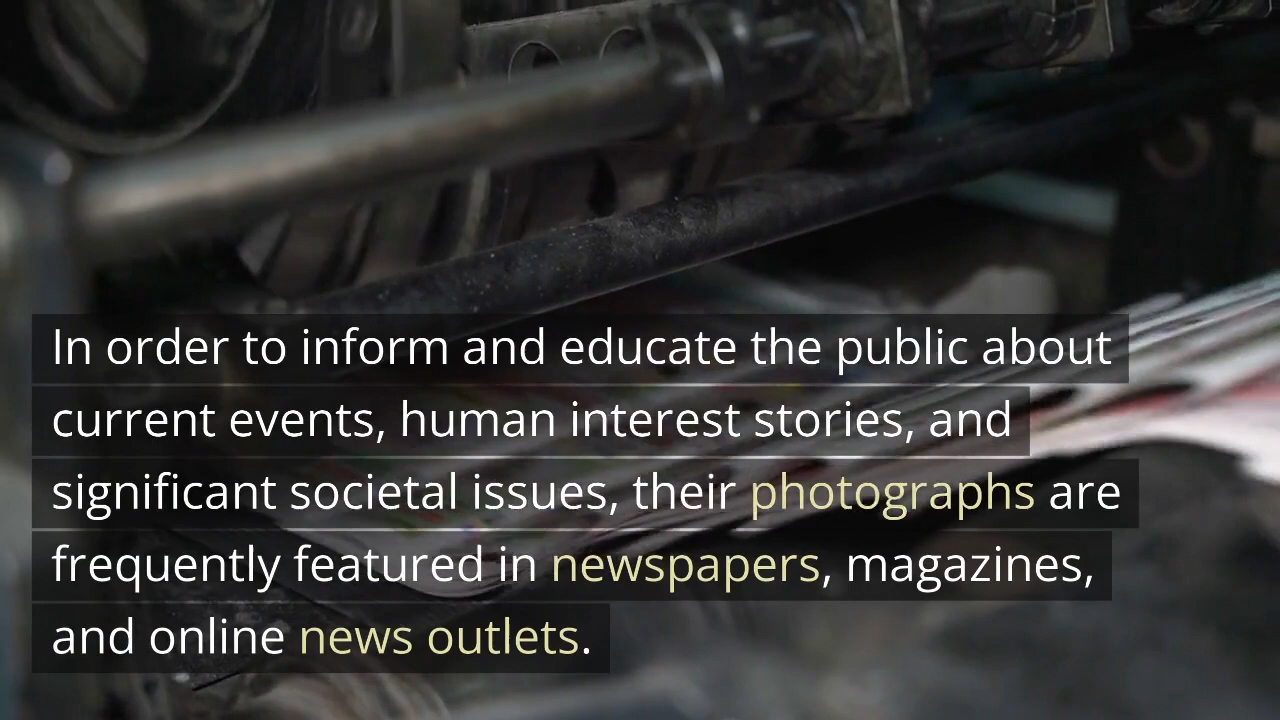 In order to inform and educate the public about
current events, human interest stories, and
significant societal issues, their photographs are
frequently featured in newspapers, magazines,
and online news outlets.